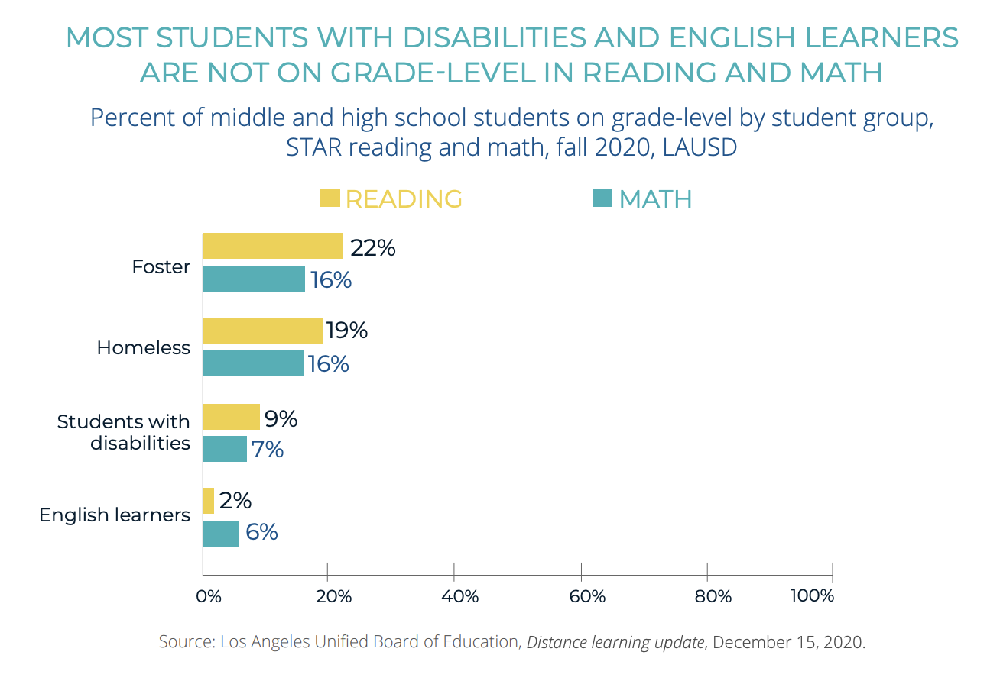 MOST STUDENTS WITH DISABILITIES AND ENGLISH LEARNERS
ARE NOT ON GRADE-LEVEL IN READING AND MATH
Percent of middle and high school students on grade-level by student group,
STAR reading and math, fall 2020, LAUSD
READING MATH
Foster
22%
16%
Homeless
19%
16%
Students with
disabilities
9%
7%
English learners
2%
6%
0% 20% 40% 60% 80% 100%
Source: Los Angeles Unified Board of Education, Distance learning update, December 15, 2020.